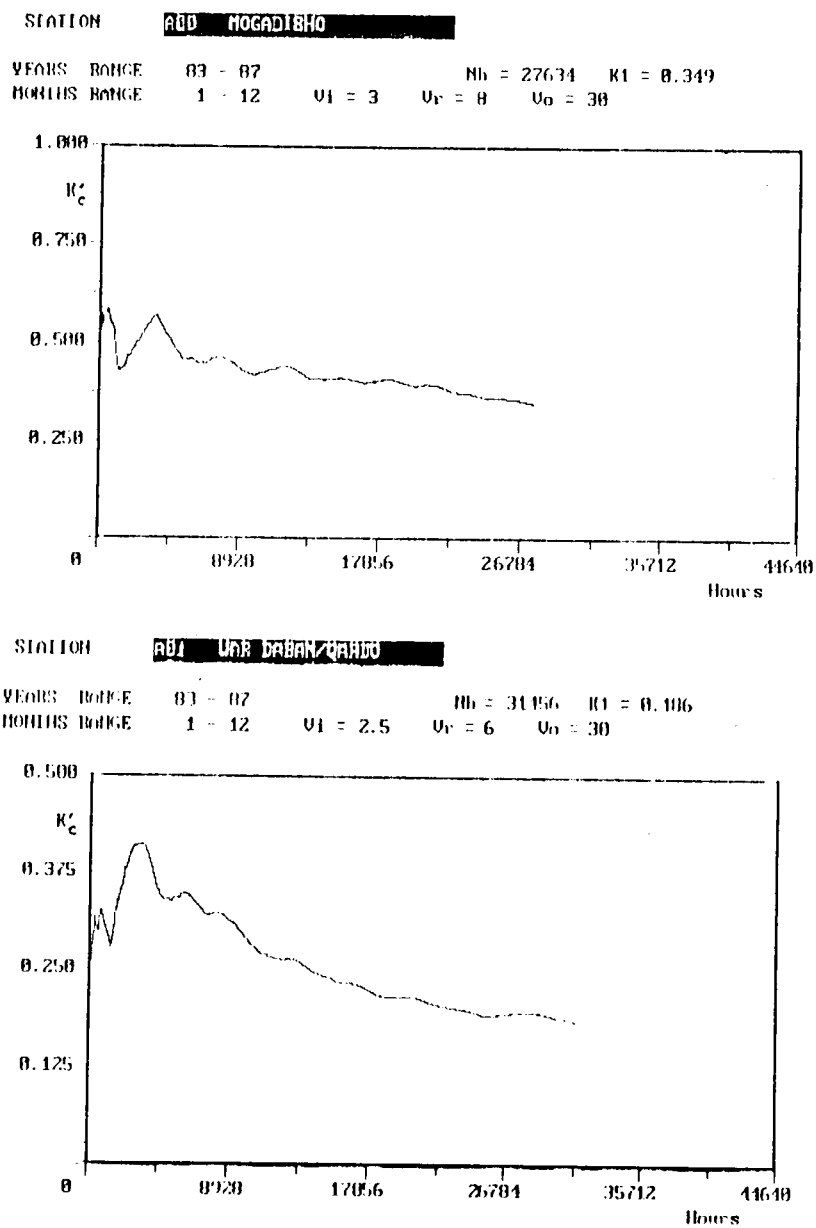 STATION A00 MOGADISHO
YEARS RANGE 83 - 87 Nh = 27634 K1 = 0.349
MONTHS RANGE 1 - 12 Vi = 3 Vr = 8 Vo = 30
1.000
K'c
0.750
0.500
0.250
0 8928 17856 26784 35712 44640
Hours
STATION A01 WAR DABAN/QARDO
YEARS RANGE 83 - 87 Nh = 31456 K1 = 0.186
MONTHS RANGE 1 - 12 Vi = 2.5 Vr = 6 Vo = 30
0.500
K'c
0.375
0.250
0.125
0 8928 17856 26784 35712 44640
Hours